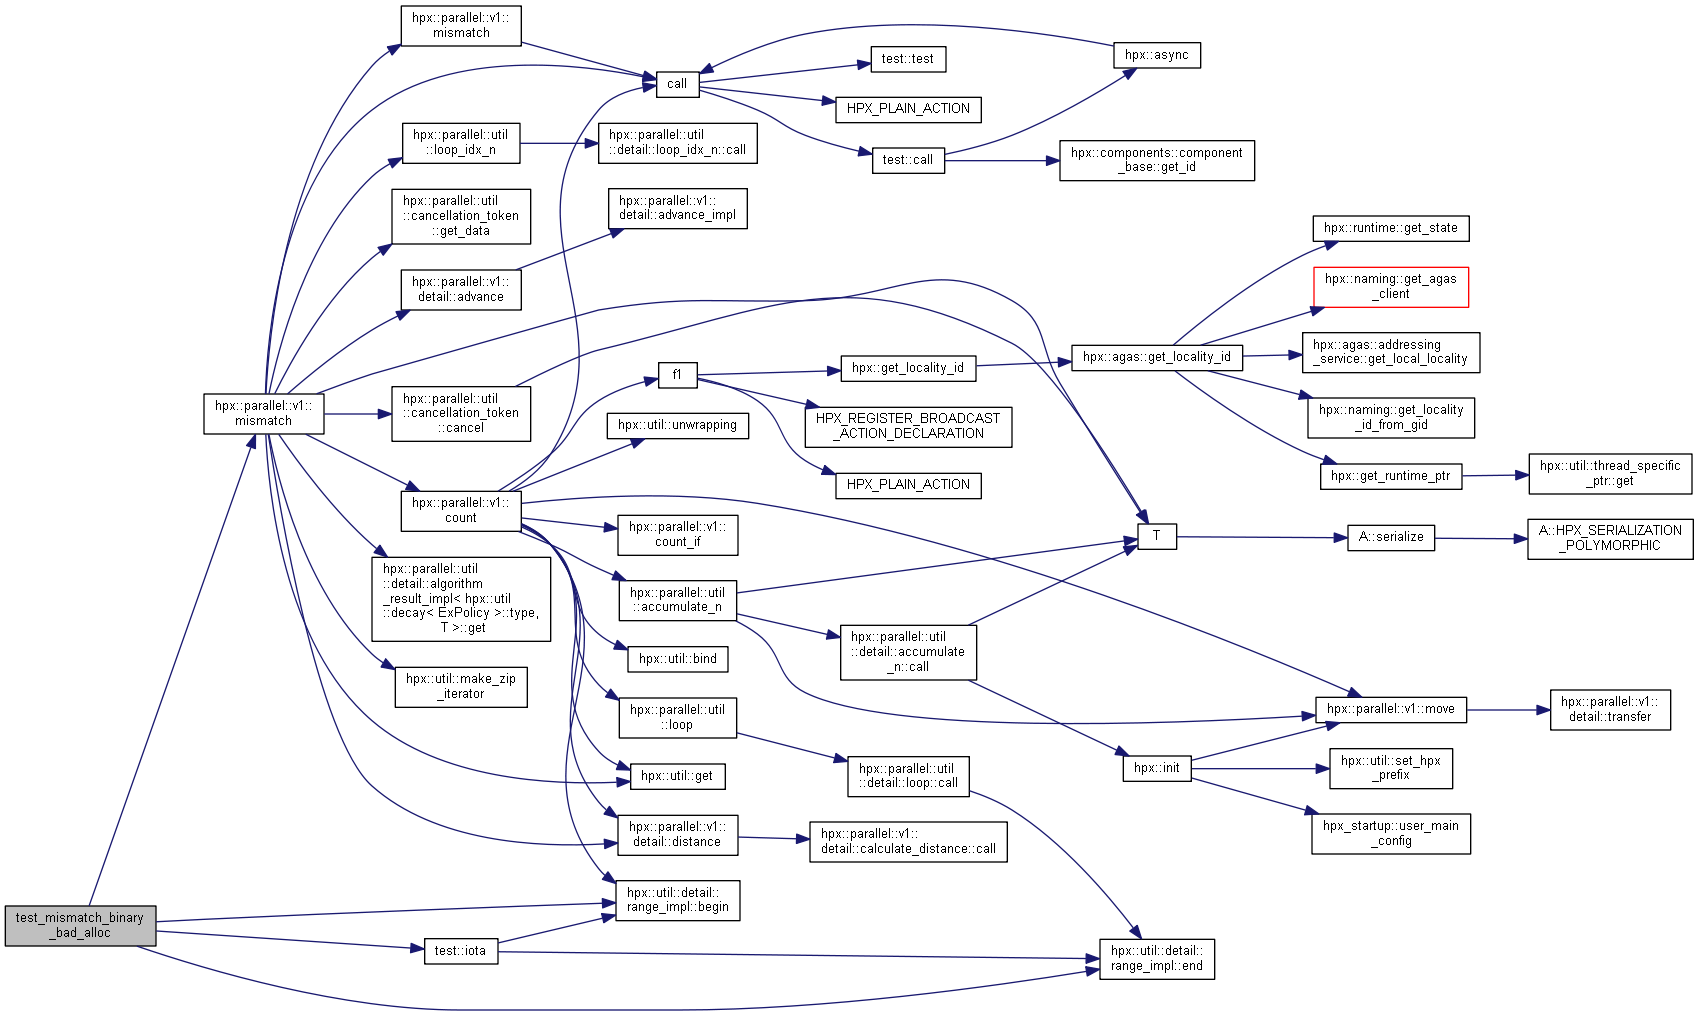 hpx::parallel::v1::
mismatch
call
test::test
hpx::async
HPX_PLAIN_ACTION
hpx::parallel::util
::loop_idx_n
hpx::parallel::util
::detail::loop_idx_n::call
test::call
hpx::components::component
_base::get_id
hpx::parallel::util
::cancellation_token
::get_data
hpx::parallel::v1::
detail::advance_impl
hpx::runtime::get_state
hpx::parallel::v1::
detail::advance
hpx::naming::get_agas
_client
hpx::agas::get_locality_id
hpx::agas::addressing
_service::get_local_locality
f1
hpx::get_locality_id
hpx::parallel::v1::
mismatch
hpx::parallel::util
::cancellation_token
::cancel
hpx::util::unwrapping
HPX_REGISTER_BROADCAST
_ACTION_DECLARATION
hpx::naming::get_locality
_id_from_gid
HPX_PLAIN_ACTION
hpx::get_runtime_ptr
hpx::util::thread_specific
_ptr::get
hpx::parallel::v1::
count
hpx::parallel::v1::
count_if
T
A::serialize
A::HPX_SERIALIZATION
_POLYMORPHIC
hpx::parallel::util
::detail::algorithm
_result_impl< hpx::util
::decay< ExPolicy >::type,
T >::get
hpx::parallel::util
::accumulate_n
hpx::parallel::util
::detail::accumulate
_n::call
hpx::util::bind
hpx::util::make_zip
_iterator
hpx::parallel::util
::loop
hpx::parallel::v1::move
hpx::parallel::v1::
detail::transfer
hpx::util::get
hpx::parallel::util
::detail::loop::call
hpx::init
hpx::util::set_hpx
_prefix
hpx::parallel::v1::
detail::distance
hpx::parallel::v1::
detail::calculate_distance::call
hpx_startup::user_main
_config
hpx::util::detail::
range_impl::begin
test_mismatch_binary
_bad_alloc
test::iota
hpx::util::detail::
range_impl::end